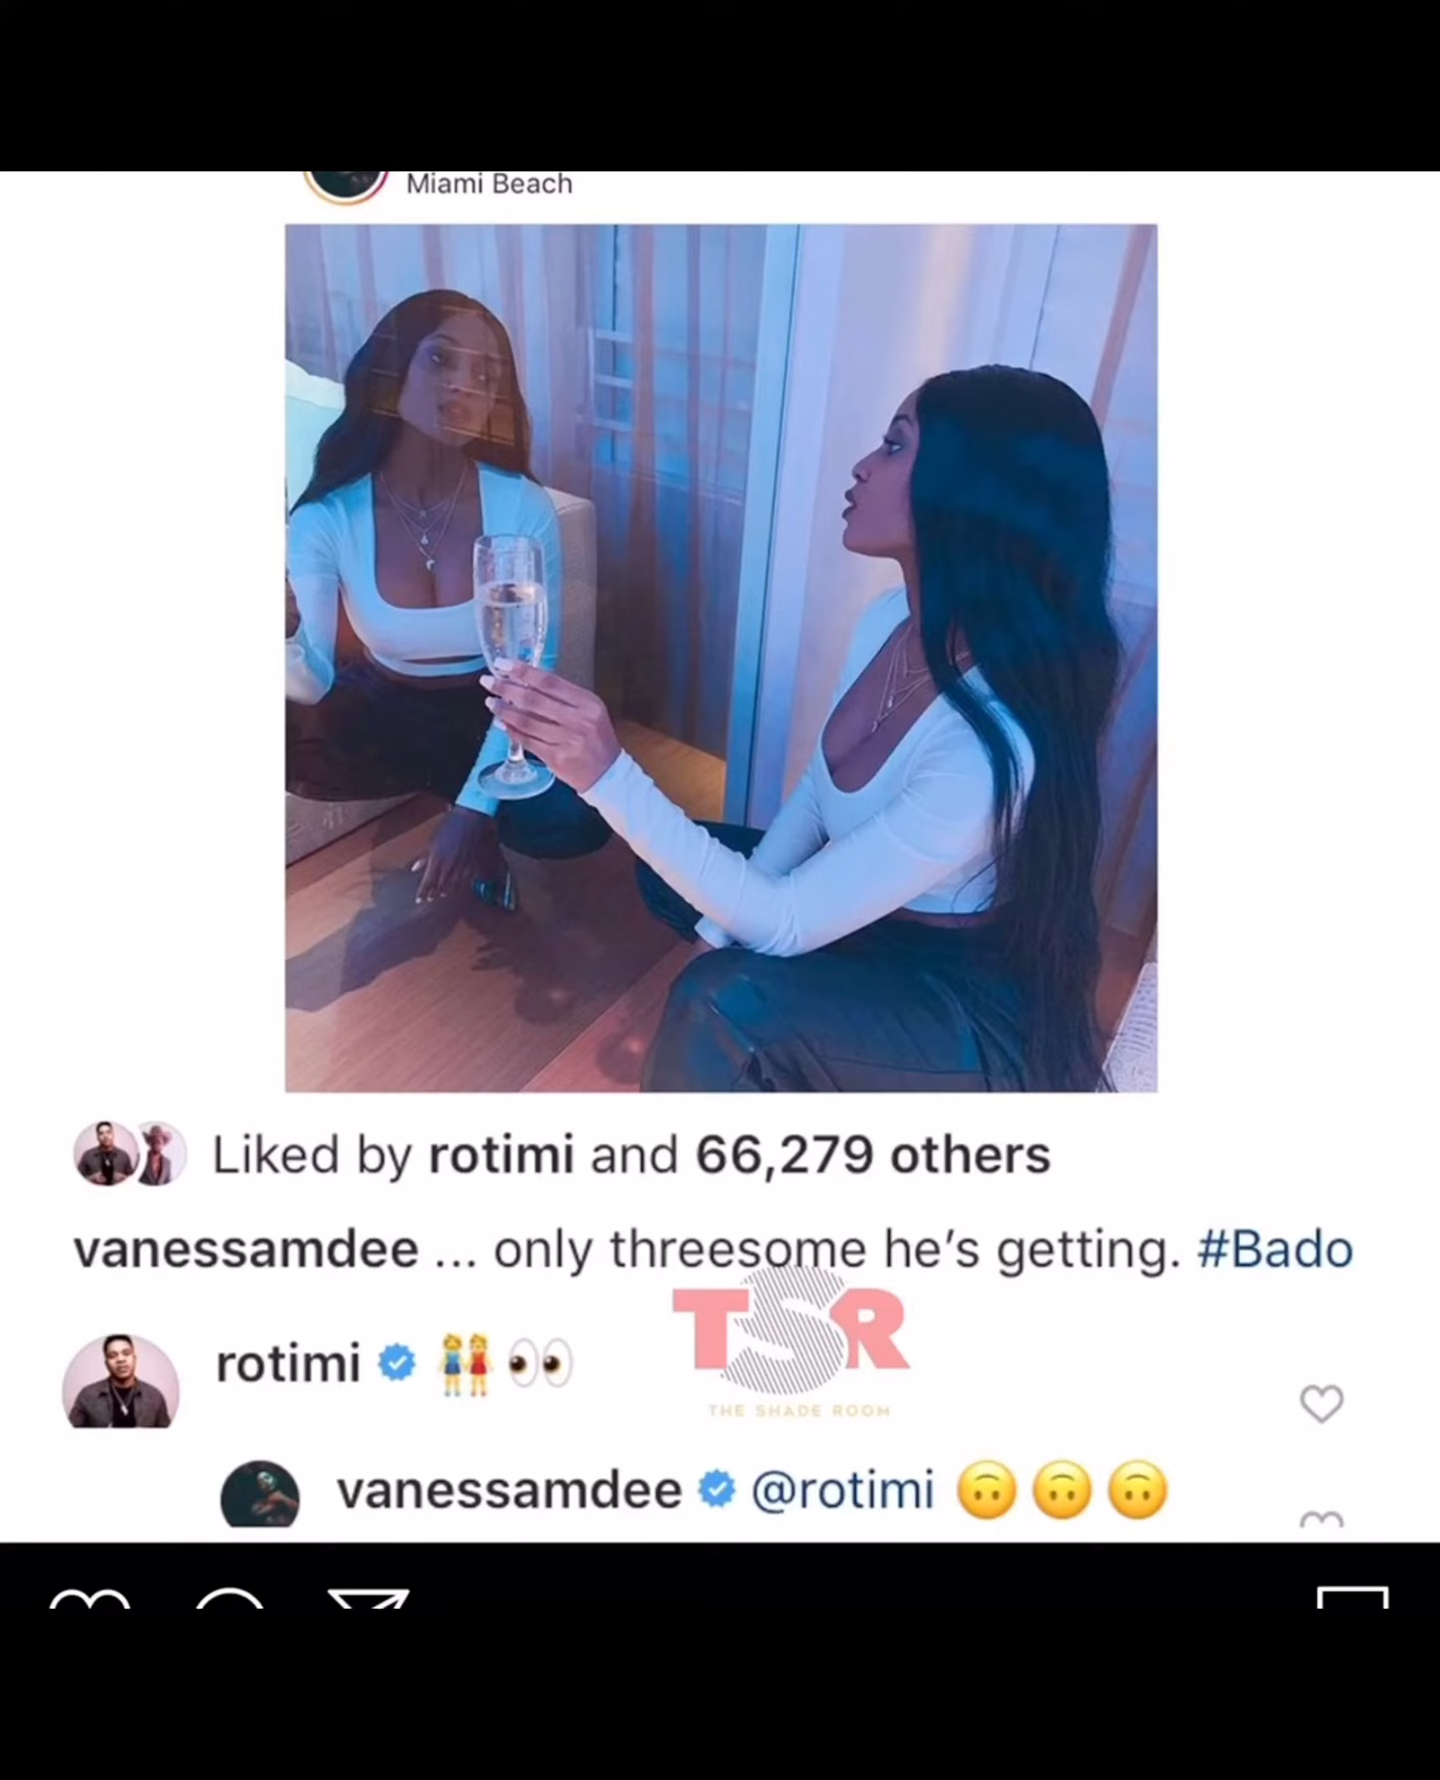 Miami Beach
Liked by rotimi and 66,279 others
vanessamdee ... only threesome he's getting. #Bado
TSR
THE SHADE ROOM
rotimi 👭👀
vanessamdee @rotimi 🙃🙃🙃